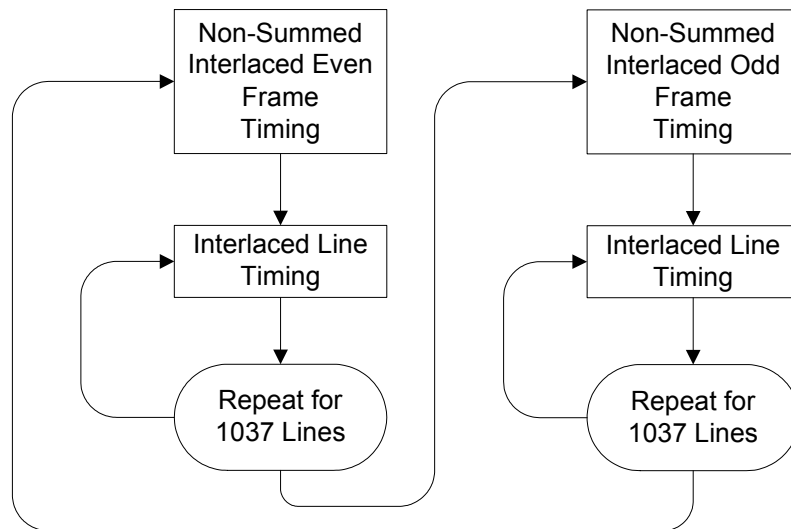 Non-Summed
Interlaced Even
Frame
Timing
Interlaced Line
Timing
Repeat for
1037 Lines
Non-Summed
Interlaced Odd
Frame
Timing
Interlaced Line
Timing
Repeat for
1037 Lines